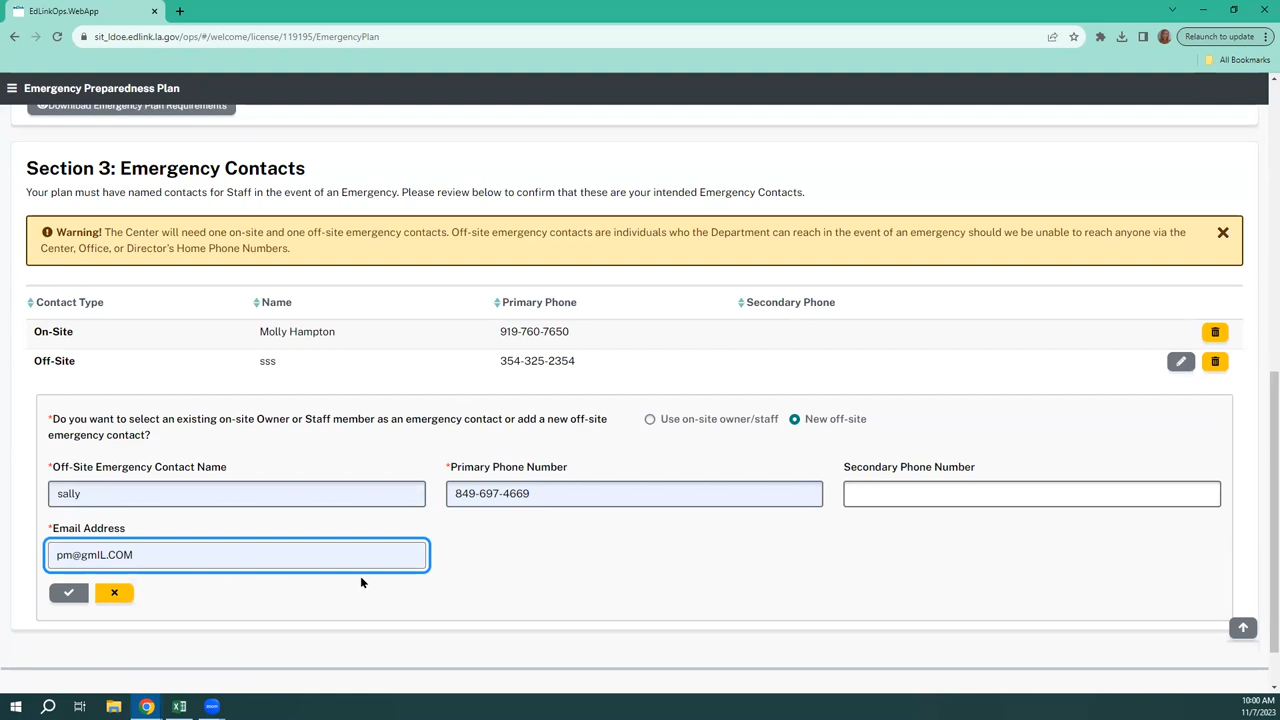 EdLinkOps.WebApp
sit_ldoe.edlink.la.gov/ops/#/welcome/license/119195/EmergencyPlan
Relaunch to update
All Bookmarks
Emergency Preparedness Plan
Download Emergency Plan Requirements
Section 3: Emergency Contacts
Your plan must have named contacts for Staff in the event of an Emergency. Please review below to confirm that these are your intended Emergency Contacts.
Warning! The Center will need one on-site and one off-site emergency contacts. Off-site emergency contacts are individuals who the Department can reach in the event of an emergency should we be unable to reach anyone via the
Center, Office, or Director's Home Phone Numbers.
Contact Type Name Primary Phone Secondary Phone
On-Site Molly Hampton 919-760-7650
Off-Site sss 354-325-2354
*Do you want to select an existing on-site Owner or Staff member as an emergency contact or add a new off-site Use on-site owner/staff New off-site
emergency contact?
*Off-Site Emergency Contact Name *Primary Phone Number Secondary Phone Number
sally 849-697-4669
*Email Address
pm@gmIL.COM
zoom
10:00 AM
11/7/2023